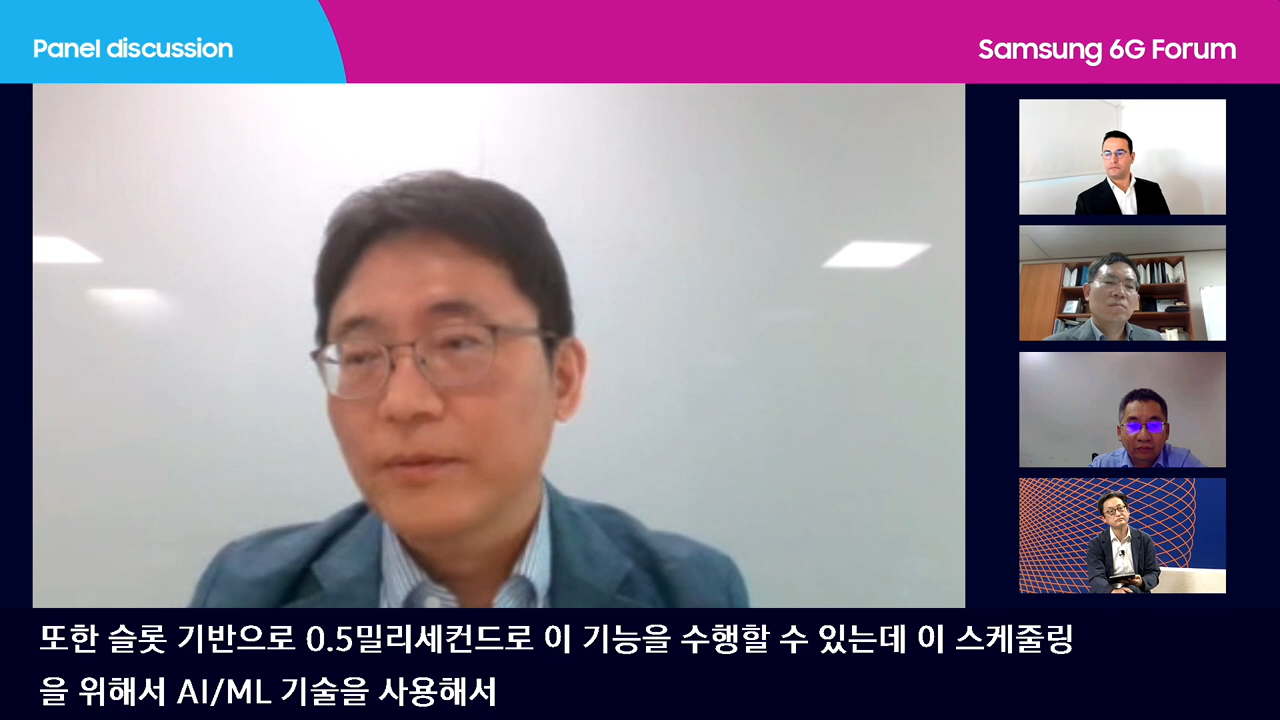 Panel discussion
Samsung 6G Forum
또한 슬롯 기반으로 0.5밀리세컨드로 이 기능을 수행할 수 있는데 이 스케줄링
을 위해서 AI/ML 기술을 사용해서